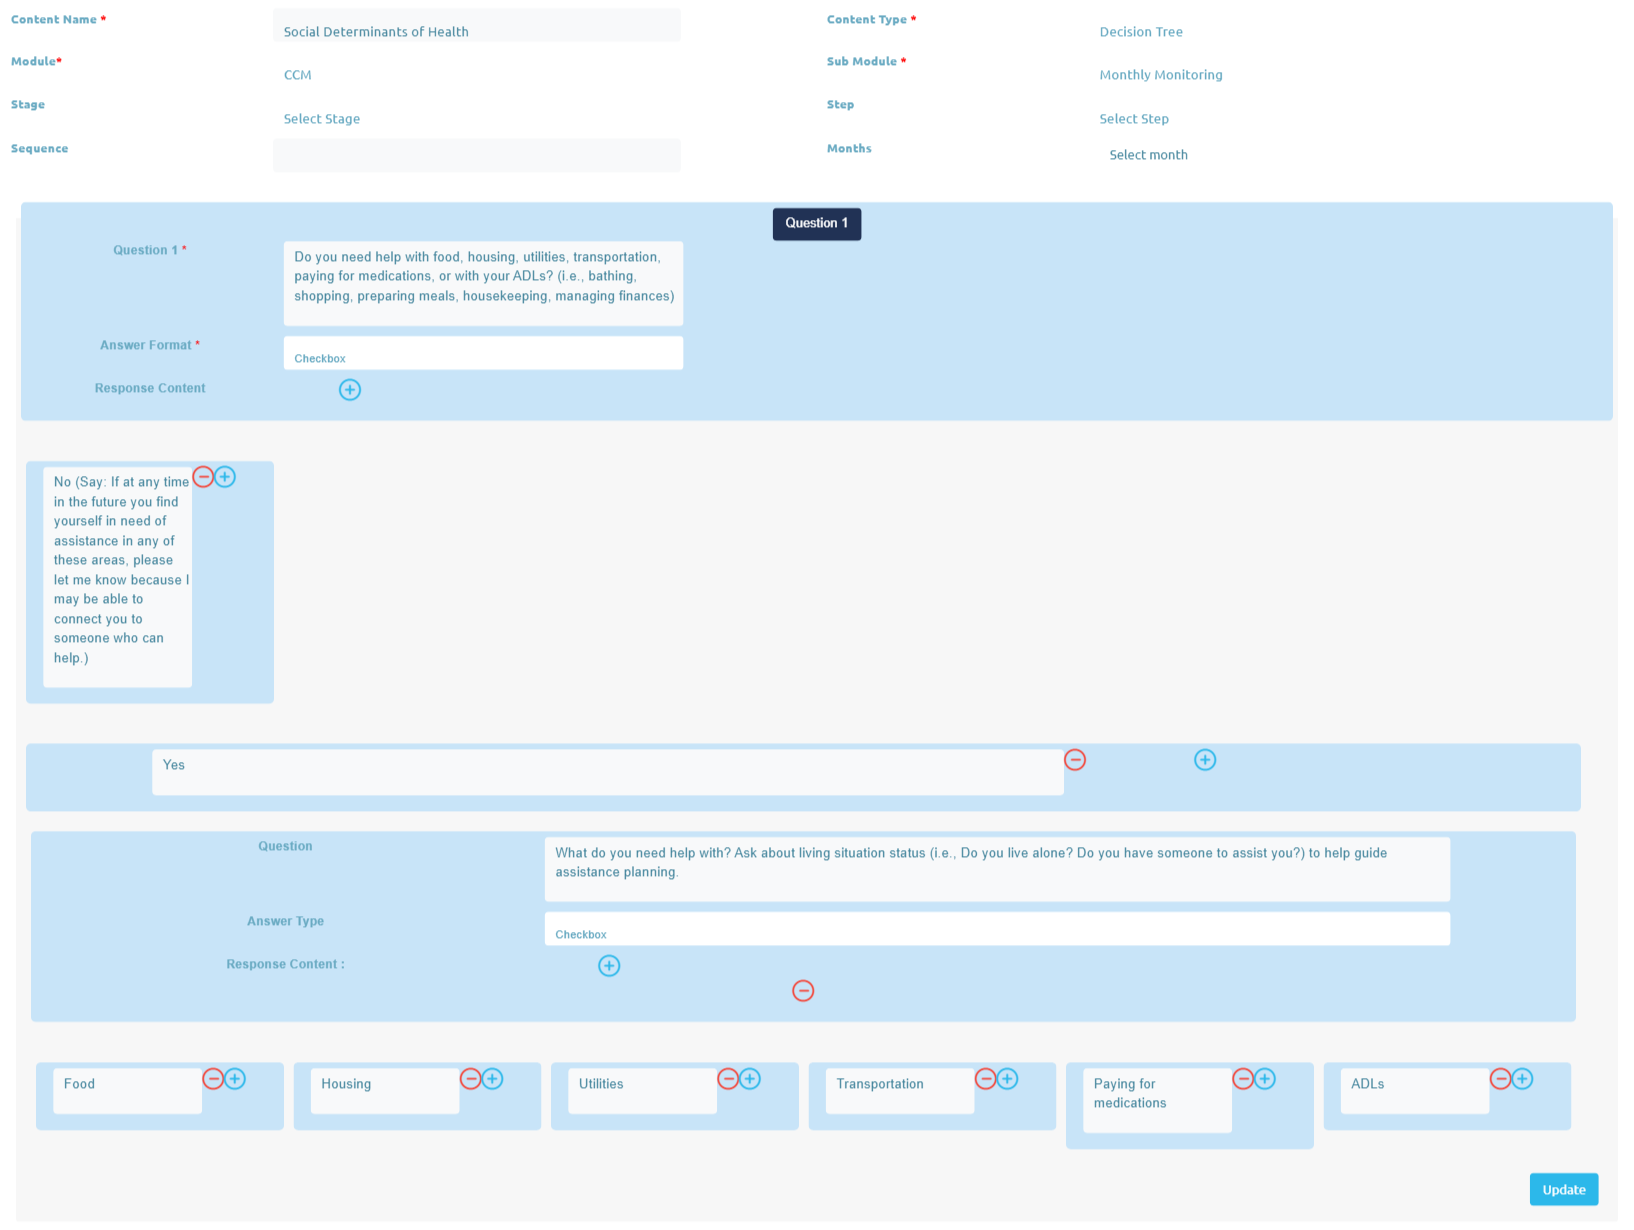 Content Name *
Social Determinants of Health
Content Type *
Decision Tree
Module*
CCM
Sub Module *
Monthly Monitoring
Stage
Select Stage
Step
Select Step
Sequence
Months
Select month
Question 1
Question 1 *
Do you need help with food, housing, utilities, transportation,
paying for medications, or with your ADLs? (i.e., bathing,
shopping, preparing meals, housekeeping, managing finances)
Answer Format *
Checkbox
Response Content
No (Say: If at any time
in the future you find
yourself in need of
assistance in any of
these areas, please
let me know because I
may be able to
connect you to
someone who can
help.)
Yes
Question
What do you need help with? Ask about living situation status (i.e., Do you live alone? Do you have someone to assist you?) to help guide
assistance planning.
Answer Type
Checkbox
Response Content :
Food
Housing
Utilities
Transportation
Paying for
medications
ADLs
Update